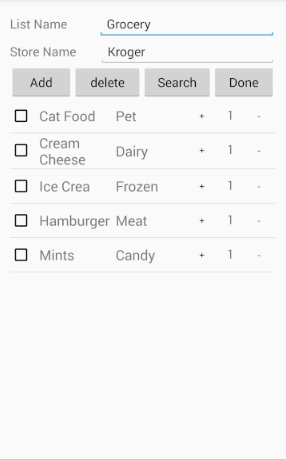 List Name Grocery
Store Name Kroger
Add delete Search Done
Cat Food Pet + 1 -
Cream
Cheese Dairy + 1 -
Ice Crea Frozen + 1 -
Hamburger Meat + 1 -
Mints Candy + 1 -